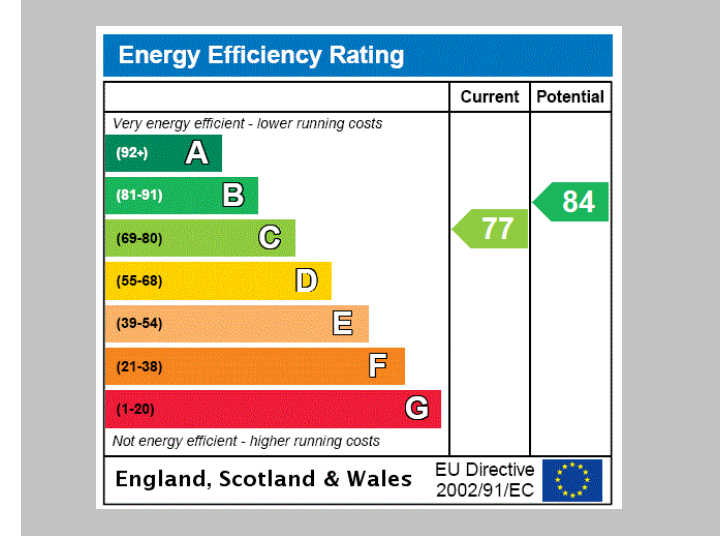 Energy Efficiency Rating
Current Potential
Very energy efficient - lower running costs
(92+) A
(81-91) B
84
(69-80) C
77
(55-68) D
(39-54) E
(21-38) F
(1-20) G
Not energy efficient - higher running costs
England, Scotland & Wales
EU Directive
2002/91/EC